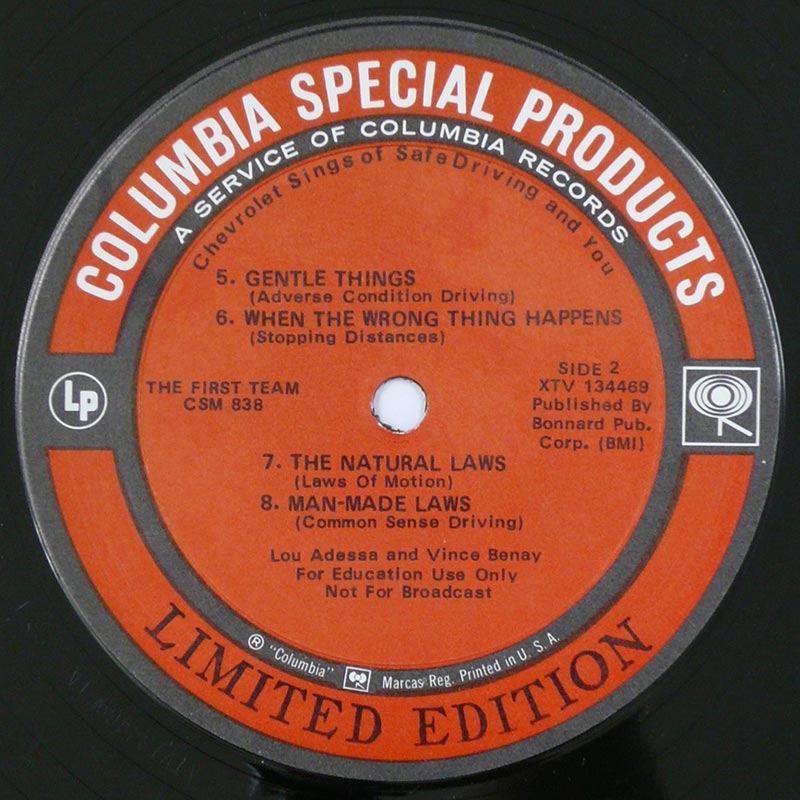 COLUMBIA SPECIAL PRODUCTS
A SERVICE OF COLUMBIA RECORDS
Chevrolet Sings of Safe Driving and You
5. GENTLE THINGS
(Adverse Condition Driving)
6. WHEN THE WRONG THING HAPPENS
(Stopping Distances)
Lp
THE FIRST TEAM
CSM 838
SIDE 2
XTV 134469
Published By
Bonnard Pub.
Corp. (BMI)
7. THE NATURAL LAWS
(Laws Of Motion)
8. MAN-MADE LAWS
(Common Sense Driving)
Lou Adessa and Vince Benay
For Education Use Only
Not For Broadcast
® "Columbia" Marcas Reg. Printed in U. S. A.
LIMITED EDITION